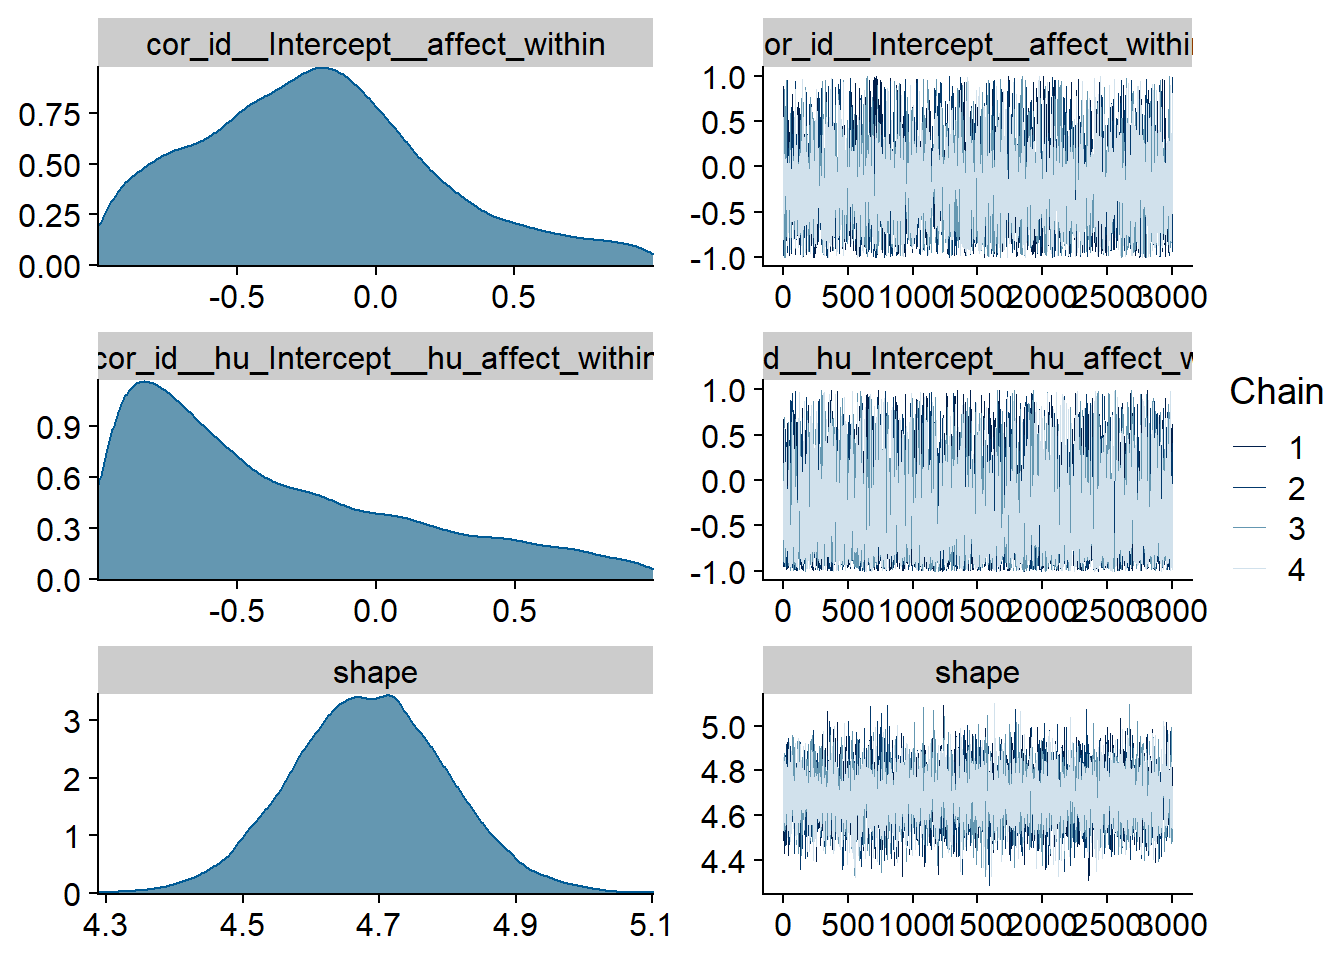 cor_id__Intercept__affect_within
0.75
0.50
0.25
0.00
-0.5 0.0 0.5
or_id__Intercept__affect_within
1.0
0.5
0.0
-0.5
-1.0
0 500 1000 1500 2000 2500 3000
cor_id__hu_Intercept__hu_affect_within
0.9
0.6
0.3
0.0
-0.5 0.0 0.5
d__hu_Intercept__hu_affect_w
1.0
0.5
0.0
-0.5
-1.0
0 500 1000 1500 2000 2500 3000
shape
3
2
1
0
4.3 4.5 4.7 4.9 5.1
shape
5.0
4.8
4.6
4.4
0 500 1000 1500 2000 2500 3000
Chain
1
2
3
4